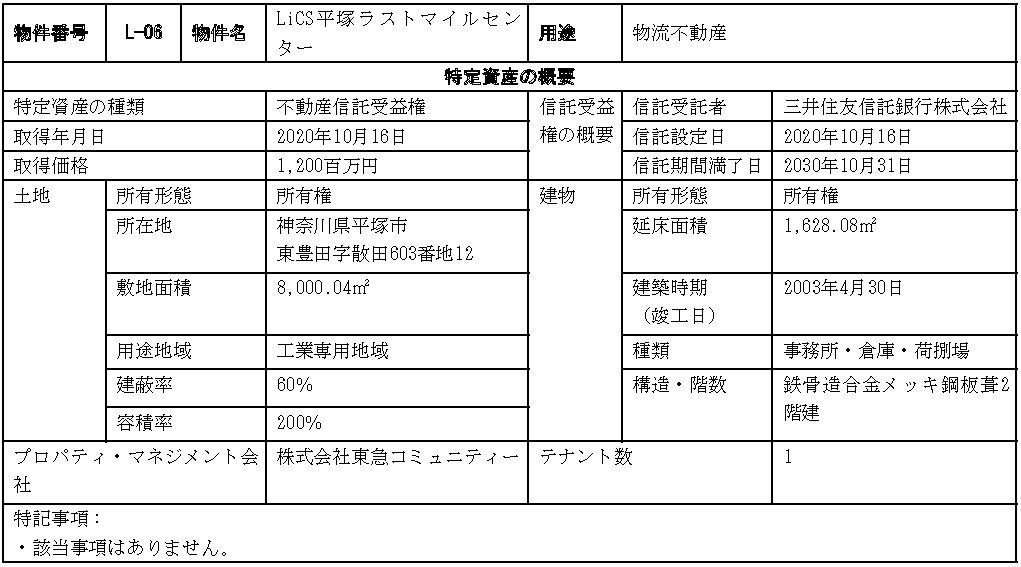 物件番号 L-06 物件名 LiCS平塚ラストマイルセン 用途 物流不動産
ター
特定資産の概要
特定資産の種類 不動産信託受益権 信託受益 信託受託者 三井住友信託銀行株式会社
取得年月日 2020年10月16日 権の概要 信託設定日 2020年10月16日
取得価格 1,200百万円 信託期間満了日 2030年10月31日
土地 所有形態 所有権 建物 所有形態 所有権
所在地 神奈川県平塚市 延床面積 1,628.08㎡
東豊田字散田603番地12
敷地面積 8,000.04㎡ 建築時期 2003年4月30日
（竣工日）
用途地域 工業専用地域 種類 事務所・倉庫・荷捌場
建蔽率 60% 構造・階数 鉄骨造合金メッキ鋼板葺2
階建
容積率 200%
プロパティ・マネジメント会 株式会社東急コミュニティー テナント数 1
社
特記事項：
・該当事項はありません。